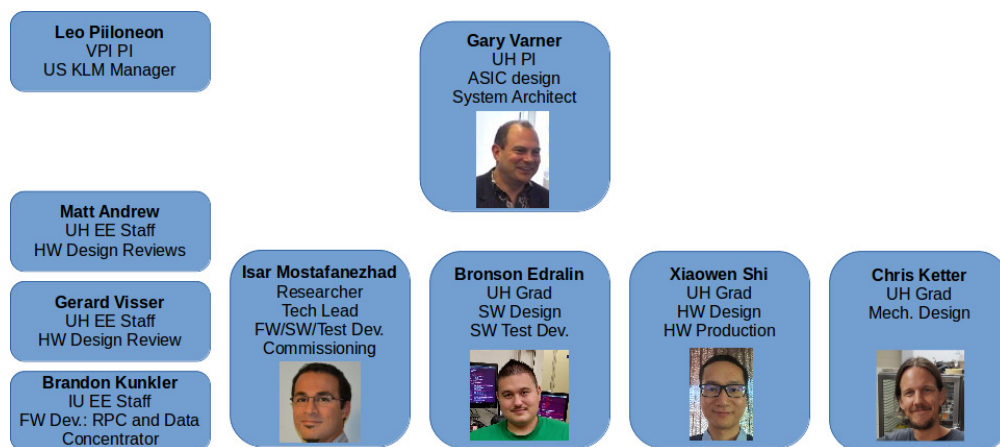 Leo Piiloneon
VPI PI
US KLM Manager
Gary Varner
UH PI
ASIC design
System Architect
Matt Andrew
UH EE Staff
HW Design Reviews
Gerard Visser
UH EE Staff
HW Design Review
Brandon Kunkler
IU EE Staff
FW Dev.: RPC and Data
Concentrator
Isar Mostafanezhad
Researcher
Tech Lead
FW/SW/Test Dev.
Commissioning
Bronson Edralin
UH Grad
SW Design
SW Test Dev.
Xiaowen Shi
UH Grad
HW Design
HW Production
Chris Ketter
UH Grad
Mech. Design